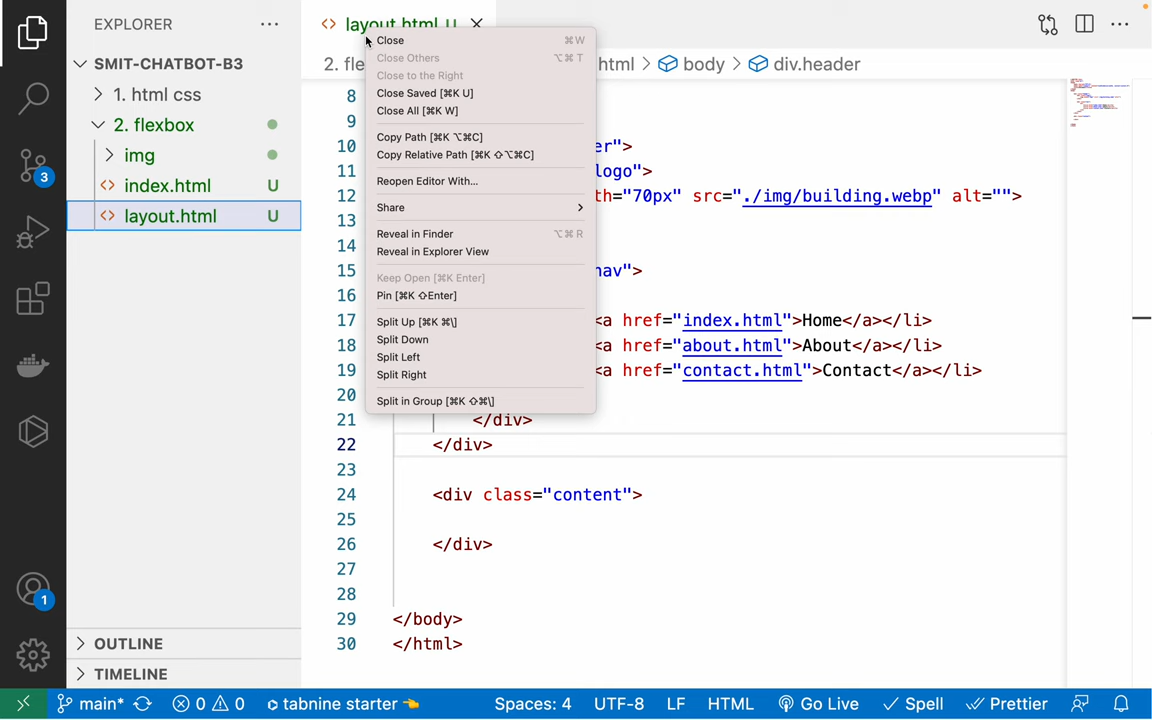 EXPLORER
SMIT-CHATBOT-B3
1. html css
2. flexbox
img
index.html U
layout.html U
OUTLINE
TIMELINE
3
1
layout.html U
2. fle html > body > div.header
Close ⌘W
Close Others ⌥⌘T
Close to the Right
Close Saved [⌘K U]
Close All [⌘K W]
Copy Path [⌘K ⌥⌘C]
Copy Relative Path [⌘K ⇧⌥⌘C]
Reopen Editor With...
Share
Reveal in Finder ⌥⌘R
Reveal in Explorer View
Keep Open [⌘K Enter]
Pin [⌘K ⇧Enter]
Split Up [⌘K ⌘\]
Split Down
Split Left
Split Right
Split in Group [⌘K ⇧⌘\]
8
9
10 er">
11 logo">
12 th="70px" src="./img/building.webp" alt="">
13
14
15 nav">
16
17 <a href="index.html">Home</a></li>
18 <a href="about.html">About</a></li>
19 <a href="contact.html">Contact</a></li>
20
21 </div>
22 </div>
23
24 <div class="content">
25
26 </div>
27
28
29 </body>
30 </html>
main* 0 0 tabnine starter Spaces: 4 UTF-8 LF HTML Go Live Spell Prettier